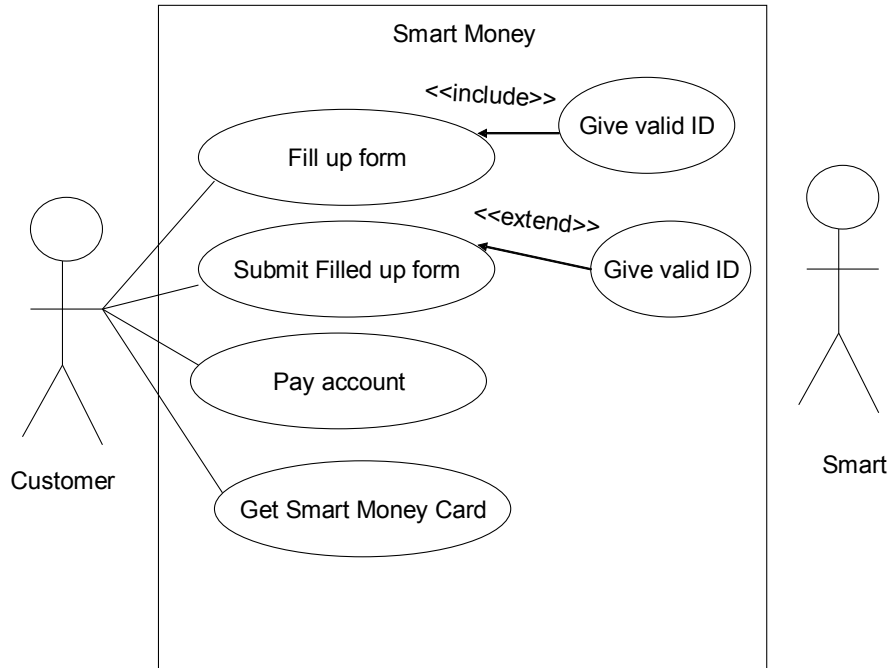 Smart Money
<<include>>
Give valid ID
Fill up form
<<extend>>
Submit Filled up form
Give valid ID
Pay account
Customer
Smart
Get Smart Money Card